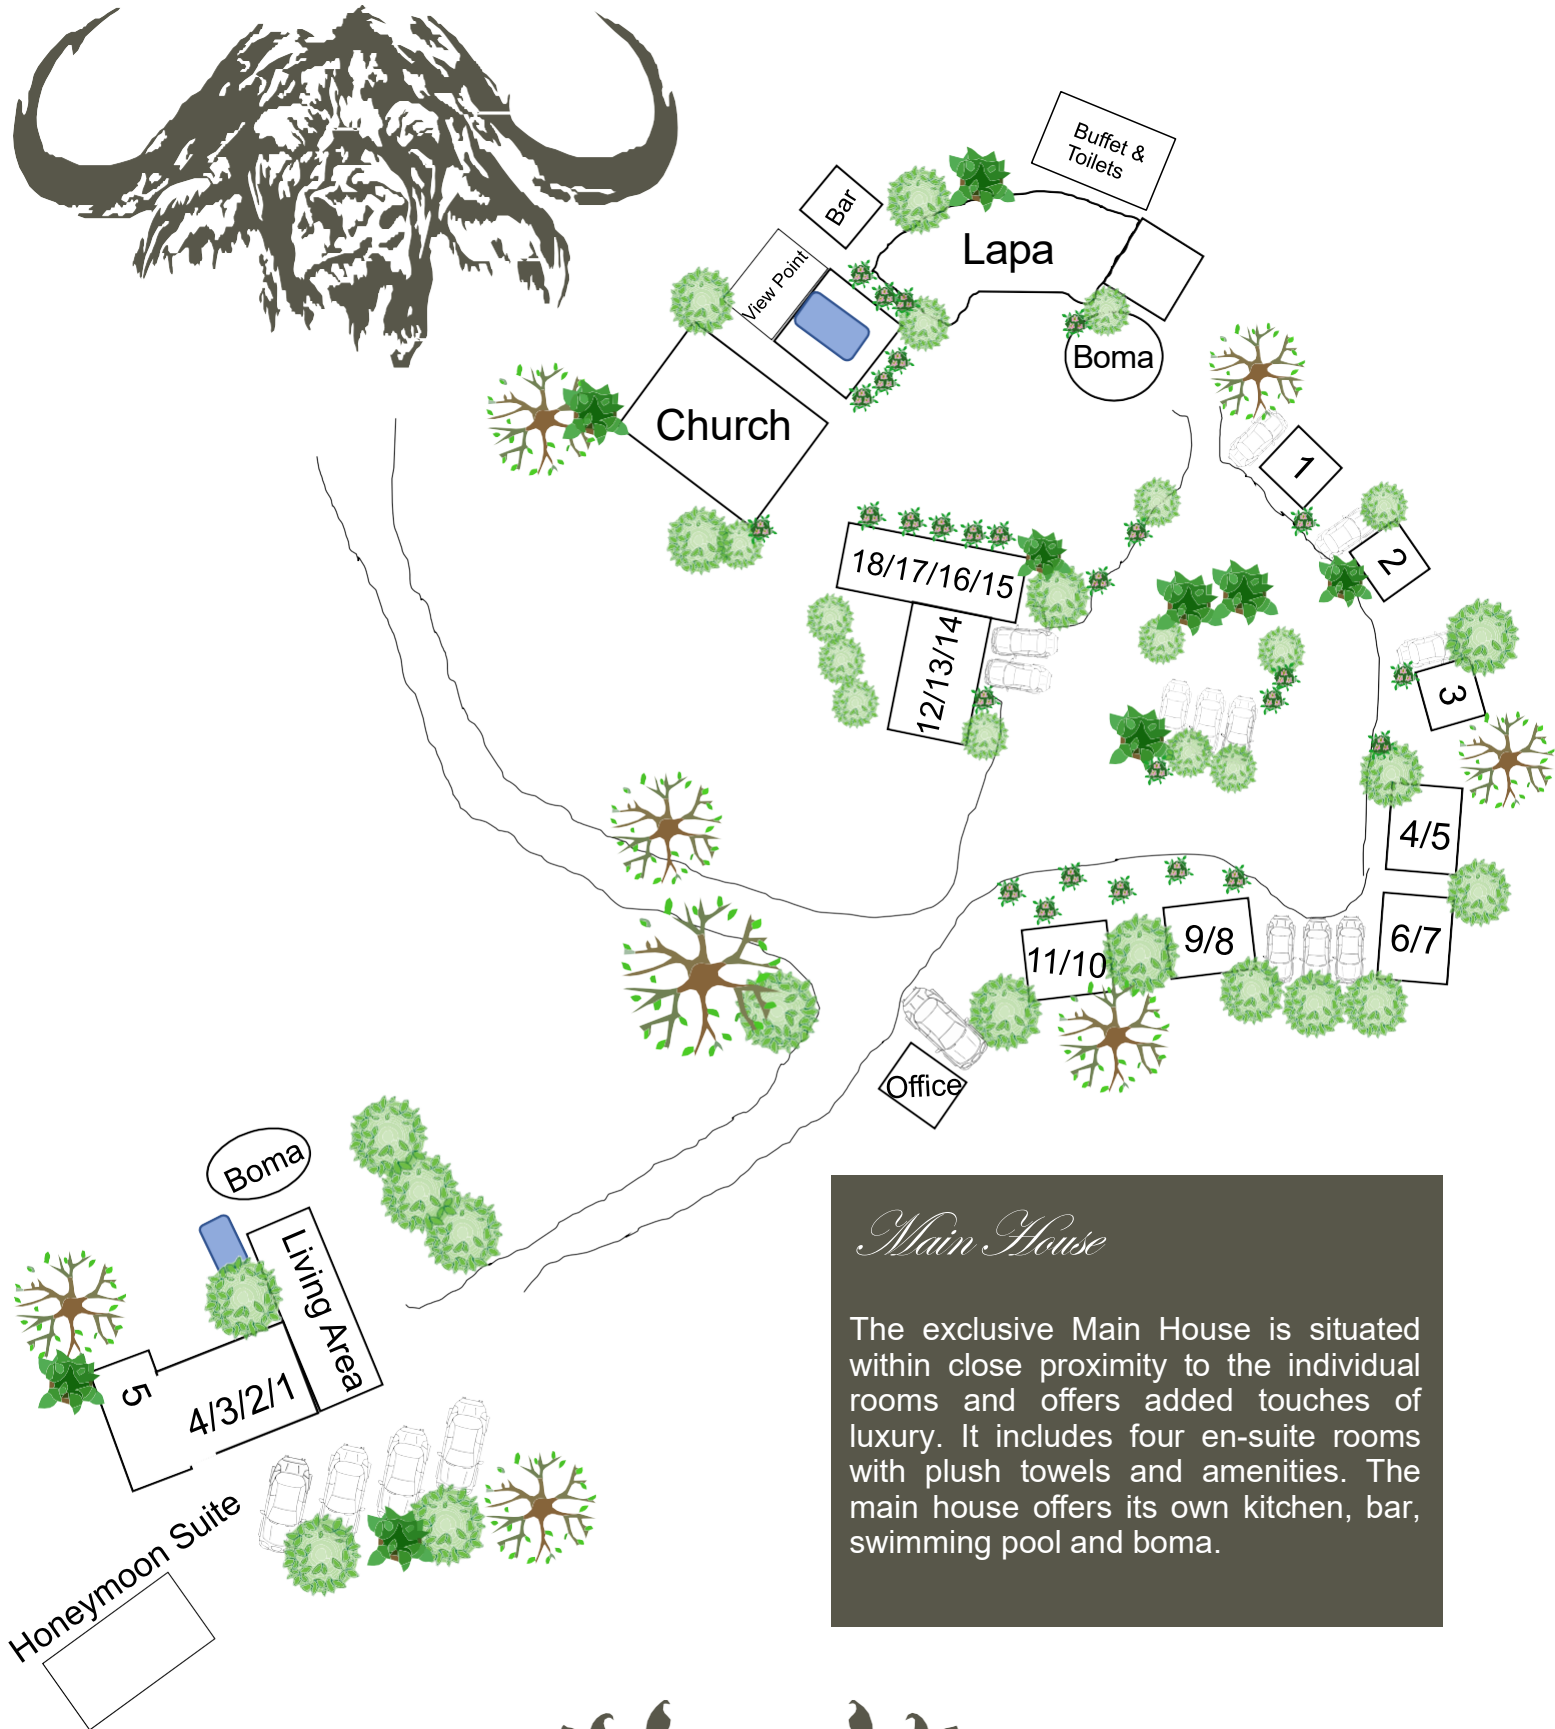 Buffet &
Toilets
Bar
Lapa
View Point
Boma
Church
1
2
18/17/16/15
12/13/14
3
4/5
6/7
9/8
11/10
Office
Boma
Living Area
5
4/3/2/1
Honeymoon Suite
Main House
The exclusive Main House is situated
within close proximity to the individual
rooms and offers added touches of
luxury. It includes four en-suite rooms
with plush towels and amenities. The
main house offers its own kitchen, bar,
swimming pool and boma.